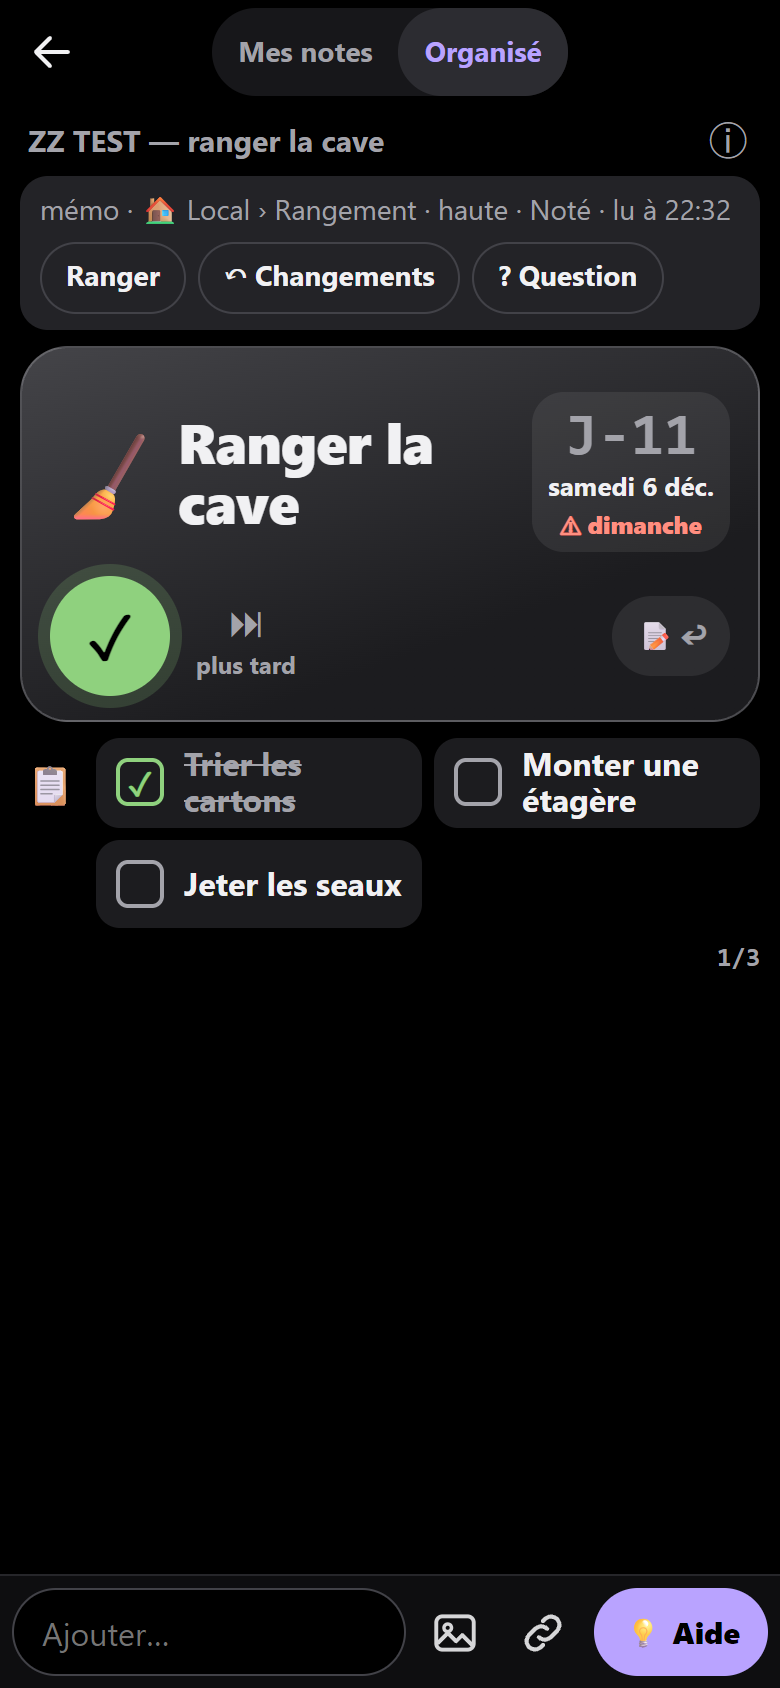 Mes notes
Organisé
ZZ TEST — ranger la cave
mémo · 🏠 Local › Rangement · haute · Noté · lu à 22:32
Ranger
↶ Changements
? Question
Ranger la
cave
J-11
samedi 6 déc.
⚠ dimanche
plus tard
Trier les
cartons
Monter une
étagère
Jeter les seaux
1/3
Ajouter...
Aide